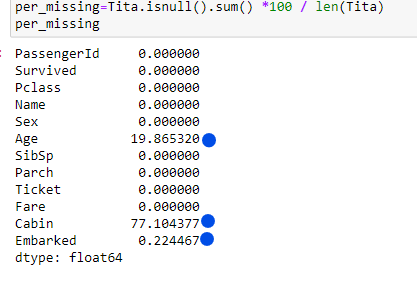 per_missing=Tita.isnull().sum() *100 / len(Tita)
per_missing
PassengerId 0.000000
Survived 0.000000
Pclass 0.000000
Name 0.000000
Sex 0.000000
Age 19.865320
SibSp 0.000000
Parch 0.000000
Ticket 0.000000
Fare 0.000000
Cabin 77.104377
Embarked 0.224467
dtype: float64